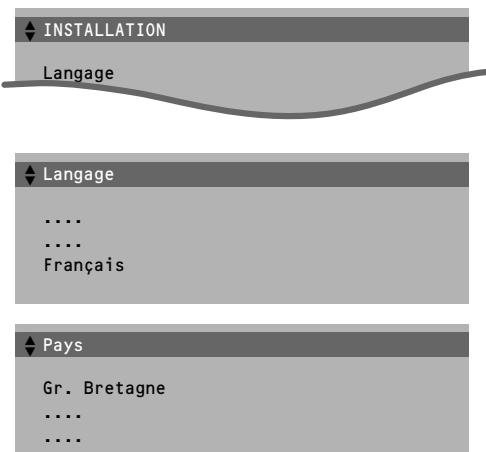 INSTALLATION
Langage
Langage
....
....
Français
Pays
Gr. Bretagne
....
....